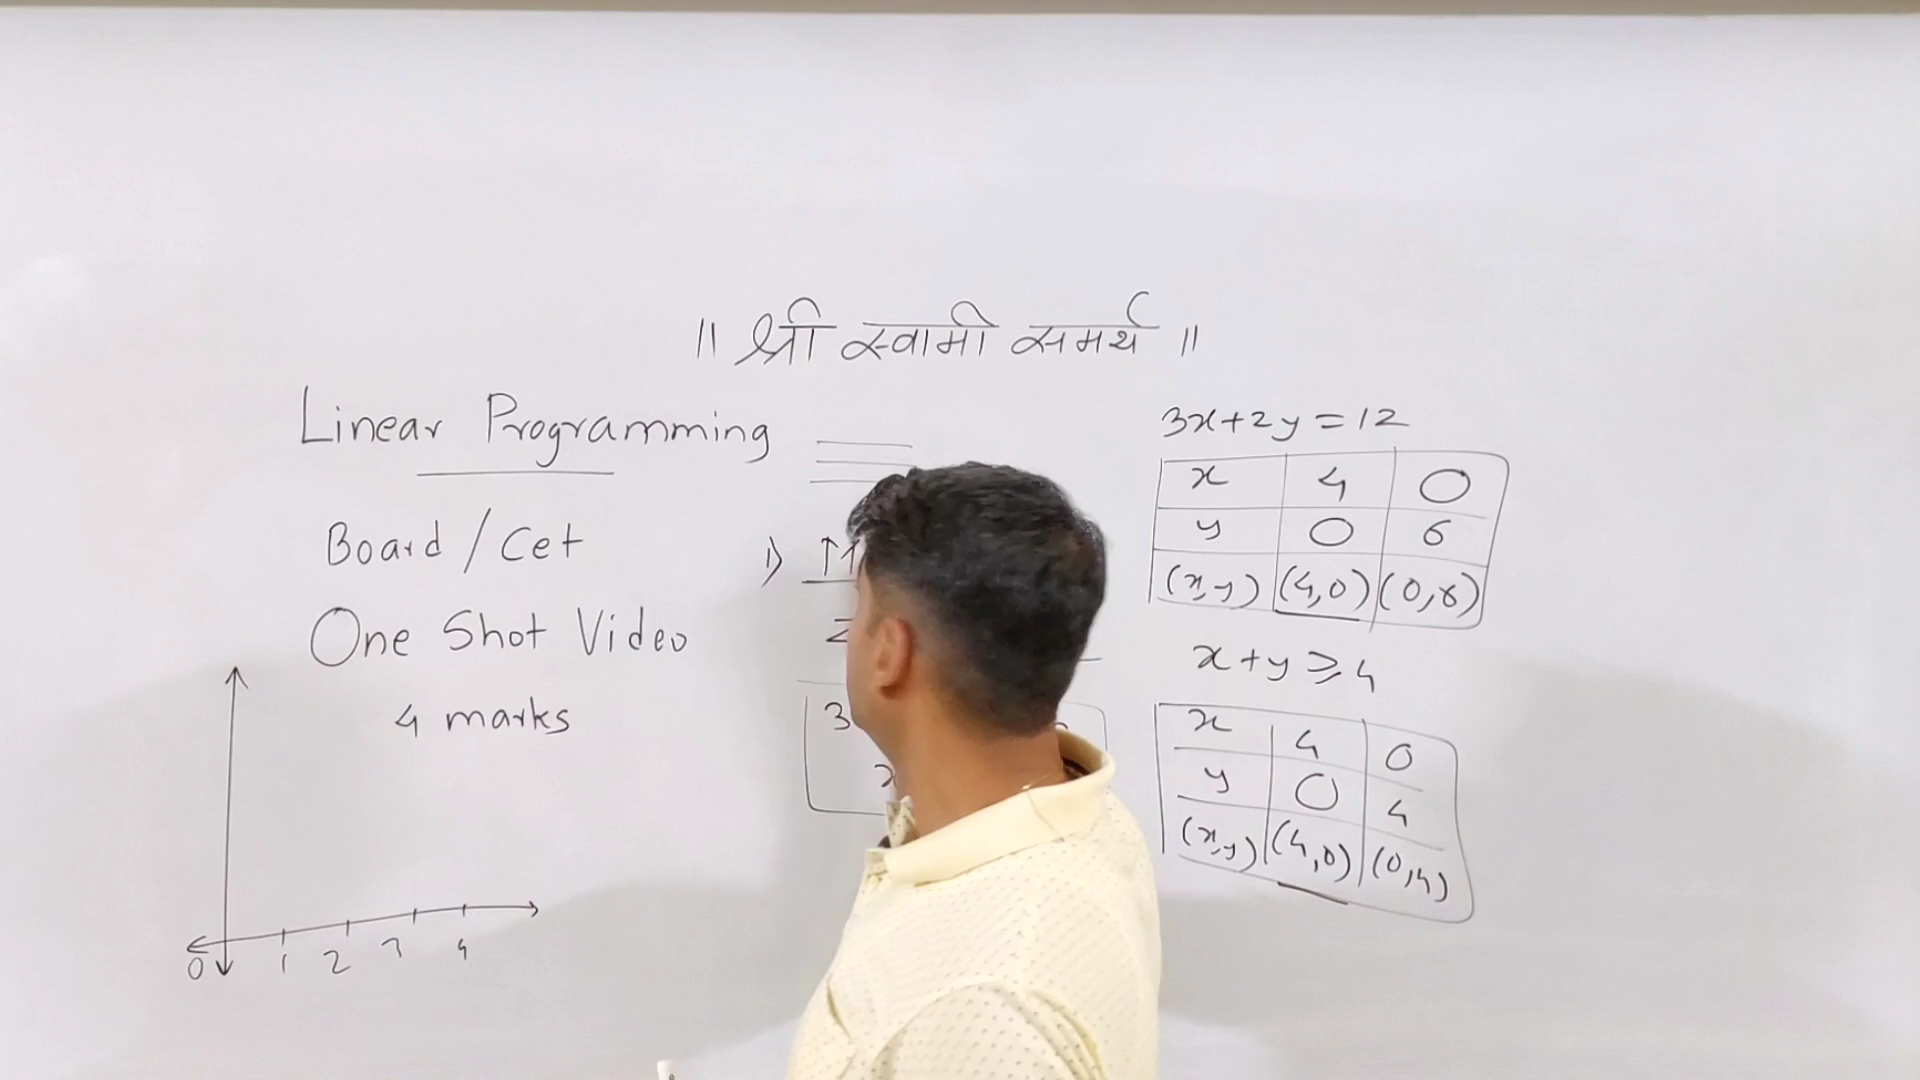 ॥ श्री स्वामी समर्थ ॥
Linear Programming
Board / Cet
One Shot Video
4 marks
0 1 2 3 4
1)
3x+2y=12
x 4 0
y 0 6
(x,y) (4,0) (0,6)
x+y⩾4
x 4 0
y 0 4
(x,y) (4,0) (0,4)